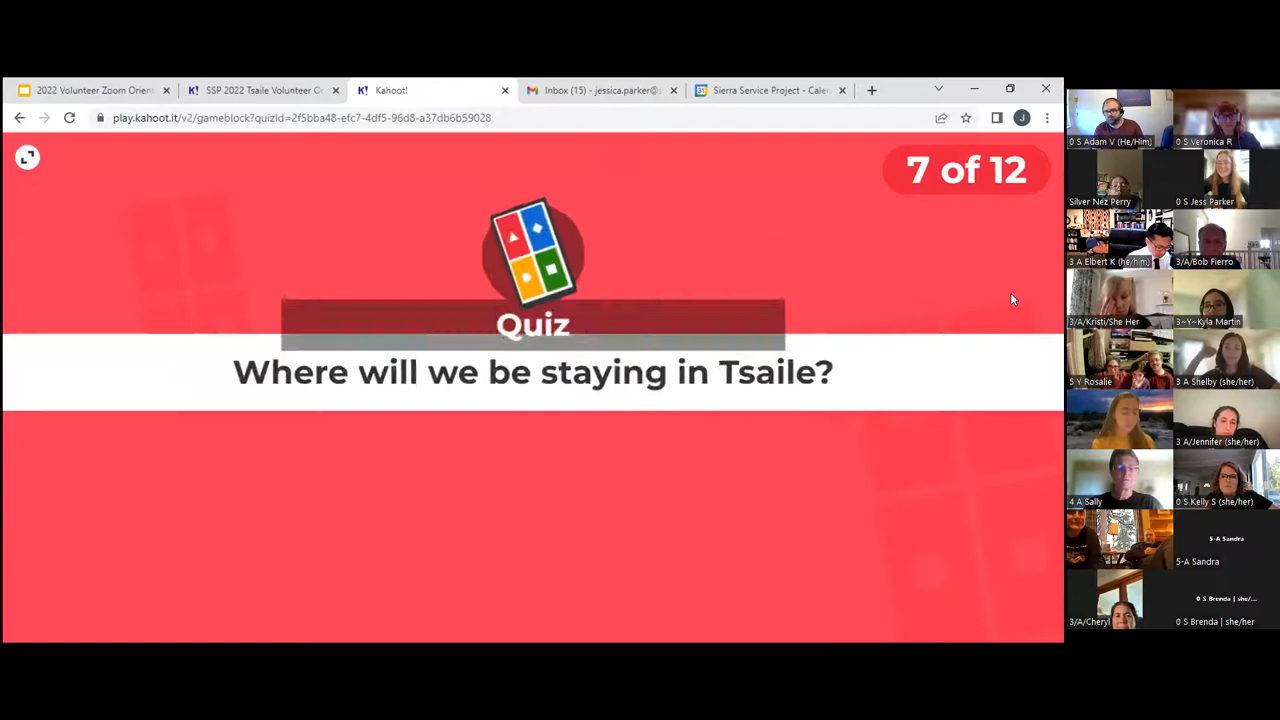 2022 Volunteer Zoom Orient
SSP 2022 Tsaile Volunteer O
Kahoot!
Inbox (15) - jessica.parker@s
Sierra Service Project - Caler
play.kahoot.it/v2/gameblock?quizId=2f5bba48-efc7-4df5-96d8-a37db6b59028
J
7 of 12
Quiz
Where will we be staying in Tsaile?
0 S Adam V (He/Him)
0 S Veronica R
Silver Nez Perry
0 S Jess Parker
3 A Elbert K (he/him)
3/A/Bob Fierro
3/A/Kristi/She Her
3~Y~Kyla Martin
5 Y Rosalie
3 A Shelby (she/her)
3 A/Jennifer (she/her)
4 A Sally
0 S Kelly S (she/her)
5-A Sandra
5-A Sandra
0 S Brenda | she/...
3/A/Cheryl
0 S Brenda | she/her